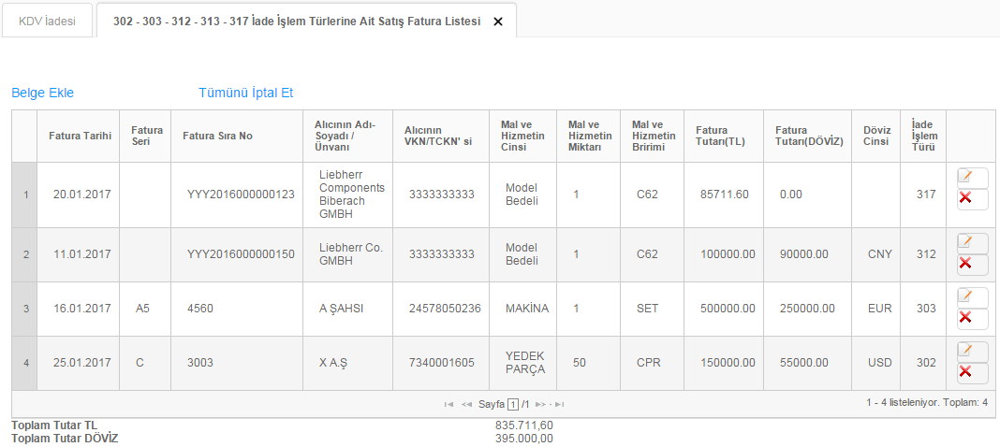 KDV İadesi
302 - 303 - 312 - 313 - 317 İade İşlem Türlerine Ait Satış Fatura Listesi
Belge Ekle
Tümünü İptal Et
Fatura Tarihi
Fatura
Seri
Fatura Sıra No
Alıcının Adı-
Soyadı /
Ünvanı
Alıcının
VKN/TCKN' si
Mal ve
Hizmetin
Cinsi
Mal ve
Hizmetin
Miktarı
Mal ve
Hizmetin
Bririmi
Fatura
Tutarı(TL)
Fatura
Tutarı(DÖVİZ)
Döviz
Cinsi
İade
İşlem
Türü
1
20.01.2017
YYY2016000000123
Liebherr
Components
Biberach
GMBH
3333333333
Model
Bedeli
1
C62
85711.60
0.00
317
2
11.01.2017
YYY2016000000150
Liebherr Co.
GMBH
3333333333
Model
Bedeli
1
C62
100000.00
90000.00
CNY
312
3
16.01.2017
A5
4560
A ŞAHSI
24578050236
MAKİNA
1
SET
500000.00
250000.00
EUR
303
4
25.01.2017
C
3003
X A.Ş
7340001605
YEDEK
PARÇA
50
CPR
150000.00
55000.00
USD
302
Sayfa 1 /1
1 - 4 listeleniyor. Toplam: 4
Toplam Tutar TL 835.711,60
Toplam Tutar DÖVİZ 395.000,00